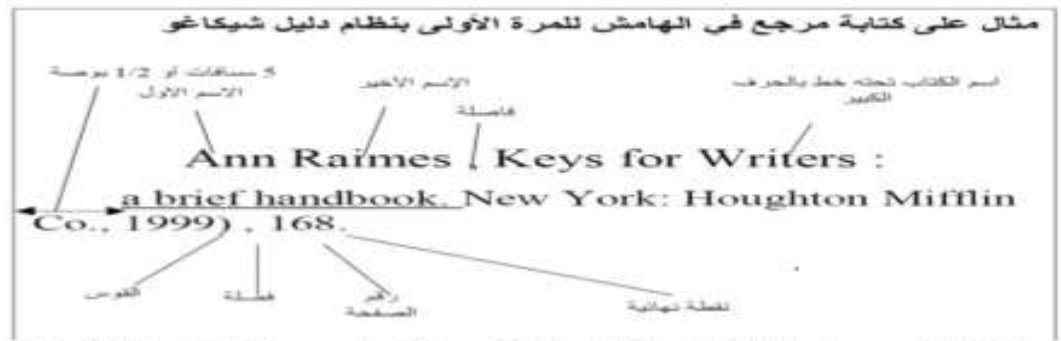 مثال على كتابة مرجع في الهامش للمرة الأولى بنظام دليل شيكاغو
5 مسافات أو 1/2 بوصة
الاسم الأول
الاسم الأخير
فاصلة
اسم الكتاب تحته خط بالحرف
الكبير
Ann Raimes , Keys for Writers :
a brief handbook. New York: Houghton Mifflin
Co., 1999) , 168.
القوس
فصلة
رقم
الصفحة
نقطة نهائية